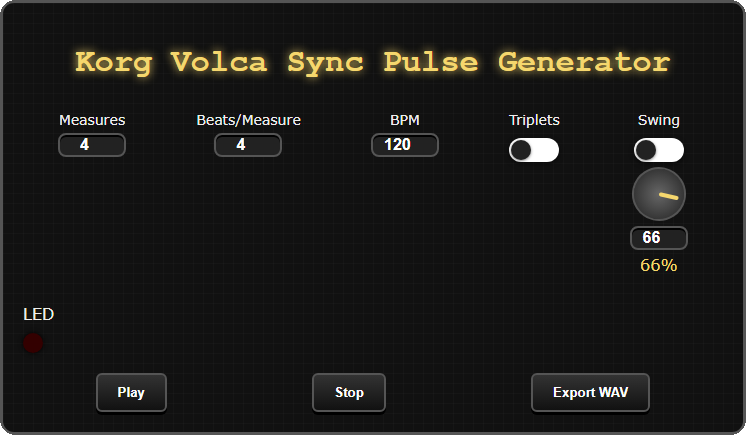 Korg Volca Sync Pulse Generator
Measures Beats/Measure BPM Triplets Swing
4 4 120
66
66%
LED
Play Stop Export WAV